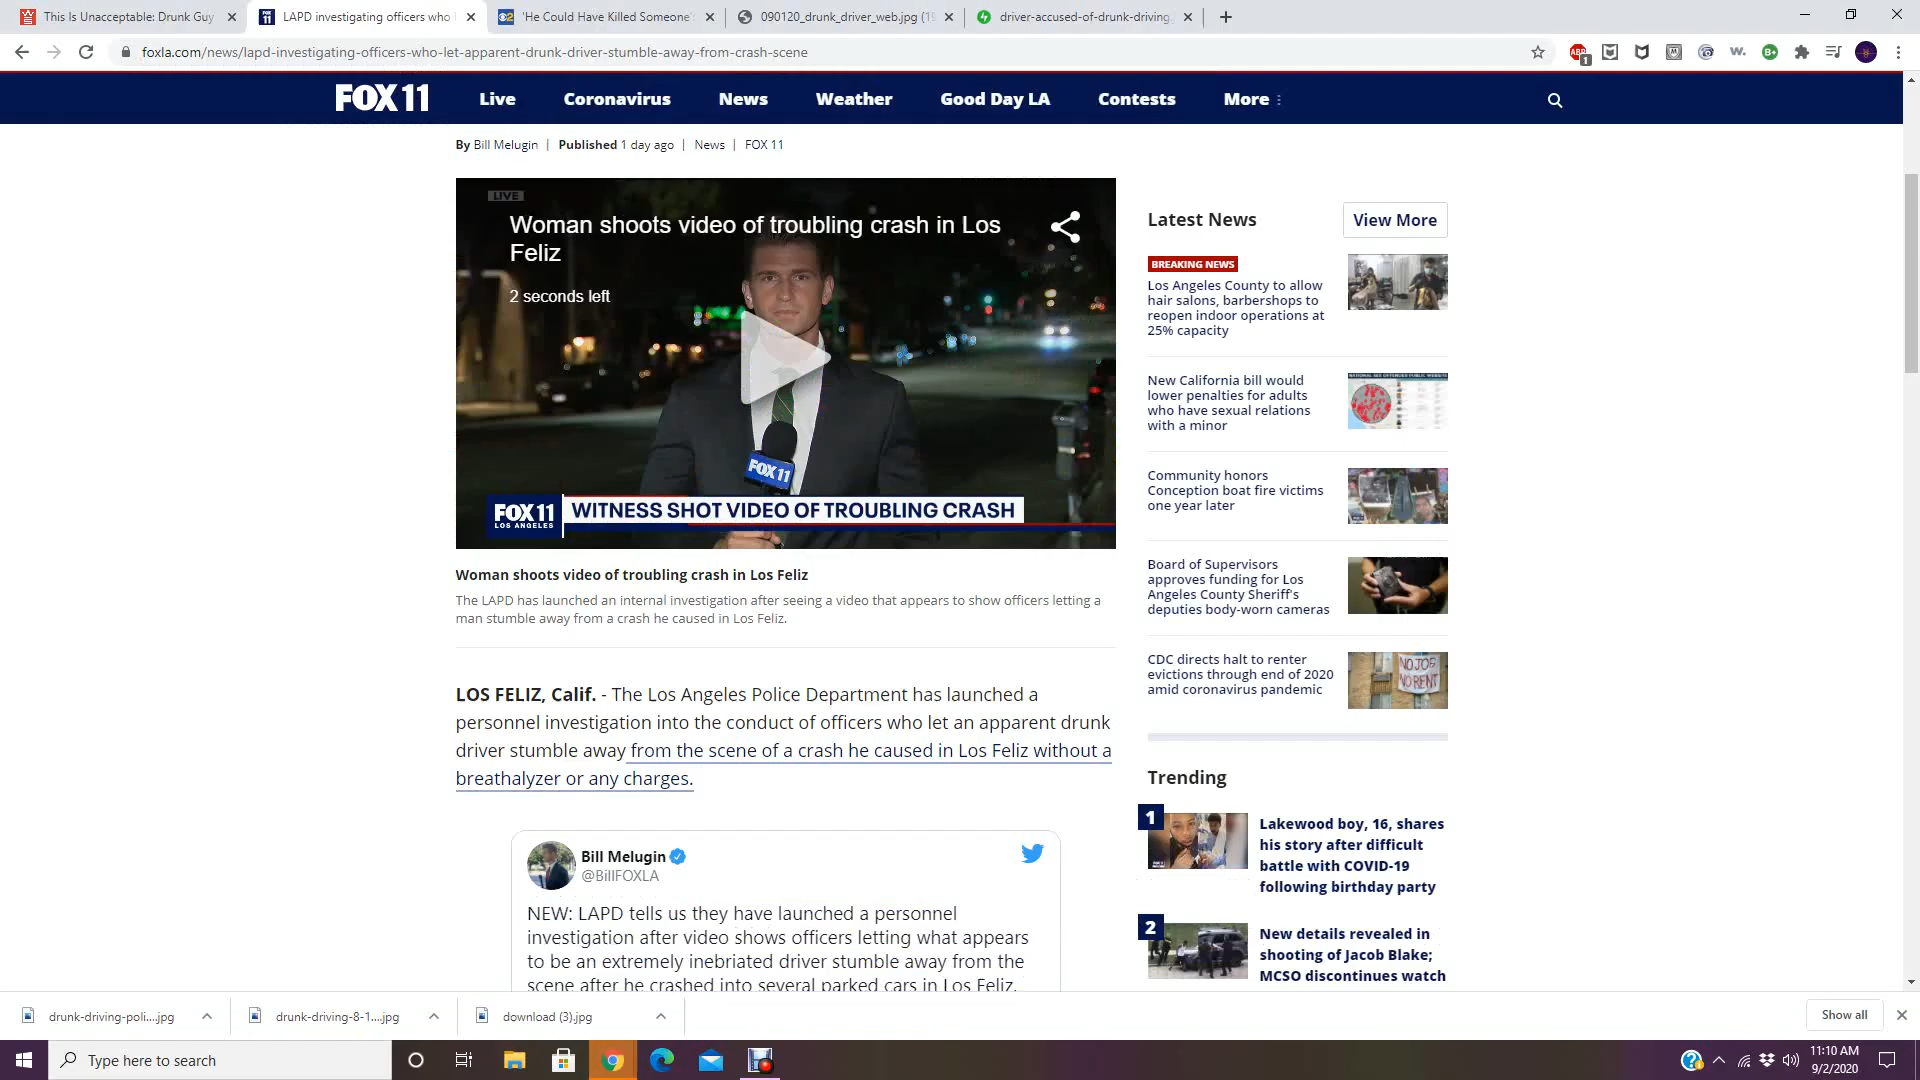 This Is Unacceptable: Drunk Guy
LAPD investigating officers who l
'He Could Have Killed Someone'
090120_drunk_driver_web.jpg (19
driver-accused-of-drunk-driving.
foxla.com/news/lapd-investigating-officers-who-let-apparent-drunk-driver-stumble-away-from-crash-scene
FOX 11 Live Coronavirus News Weather Good Day LA Contests More
By Bill Melugin | Published 1 day ago | News | FOX 11
LIVE
Woman shoots video of troubling crash in Los
Feliz
2 seconds left
FOX 11
FOX 11
LOS ANGELES
WITNESS SHOT VIDEO OF TROUBLING CRASH
Woman shoots video of troubling crash in Los Feliz
The LAPD has launched an internal investigation after seeing a video that appears to show officers letting a
man stumble away from a crash he caused in Los Feliz.
LOS FELIZ, Calif. - The Los Angeles Police Department has launched a
personnel investigation into the conduct of officers who let an apparent drunk
driver stumble away from the scene of a crash he caused in Los Feliz without a
breathalyzer or any charges.
Bill Melugin
@BillFOXLA
NEW: LAPD tells us they have launched a personnel
investigation after video shows officers letting what appears
to be an extremely inebriated driver stumble away from the
scene after he crashed into several parked cars in Los Feliz.
Latest News
View More
BREAKING NEWS
Los Angeles County to allow
hair salons, barbershops to
reopen indoor operations at
25% capacity
New California bill would
lower penalties for adults
who have sexual relations
with a minor
Community honors
Conception boat fire victims
one year later
Board of Supervisors
approves funding for Los
Angeles County Sheriff's
deputies body-worn cameras
CDC directs halt to renter
evictions through end of 2020
amid coronavirus pandemic
NO JOB
NO RENT
Trending
1
Lakewood boy, 16, shares
his story after difficult
battle with COVID-19
following birthday party
2
New details revealed in
shooting of Jacob Blake;
MCSO discontinues watch
drunk-driving-poli....jpg
drunk-driving-8-1....jpg
download (3).jpg
Show all
Type here to search
11:10 AM
9/2/2020